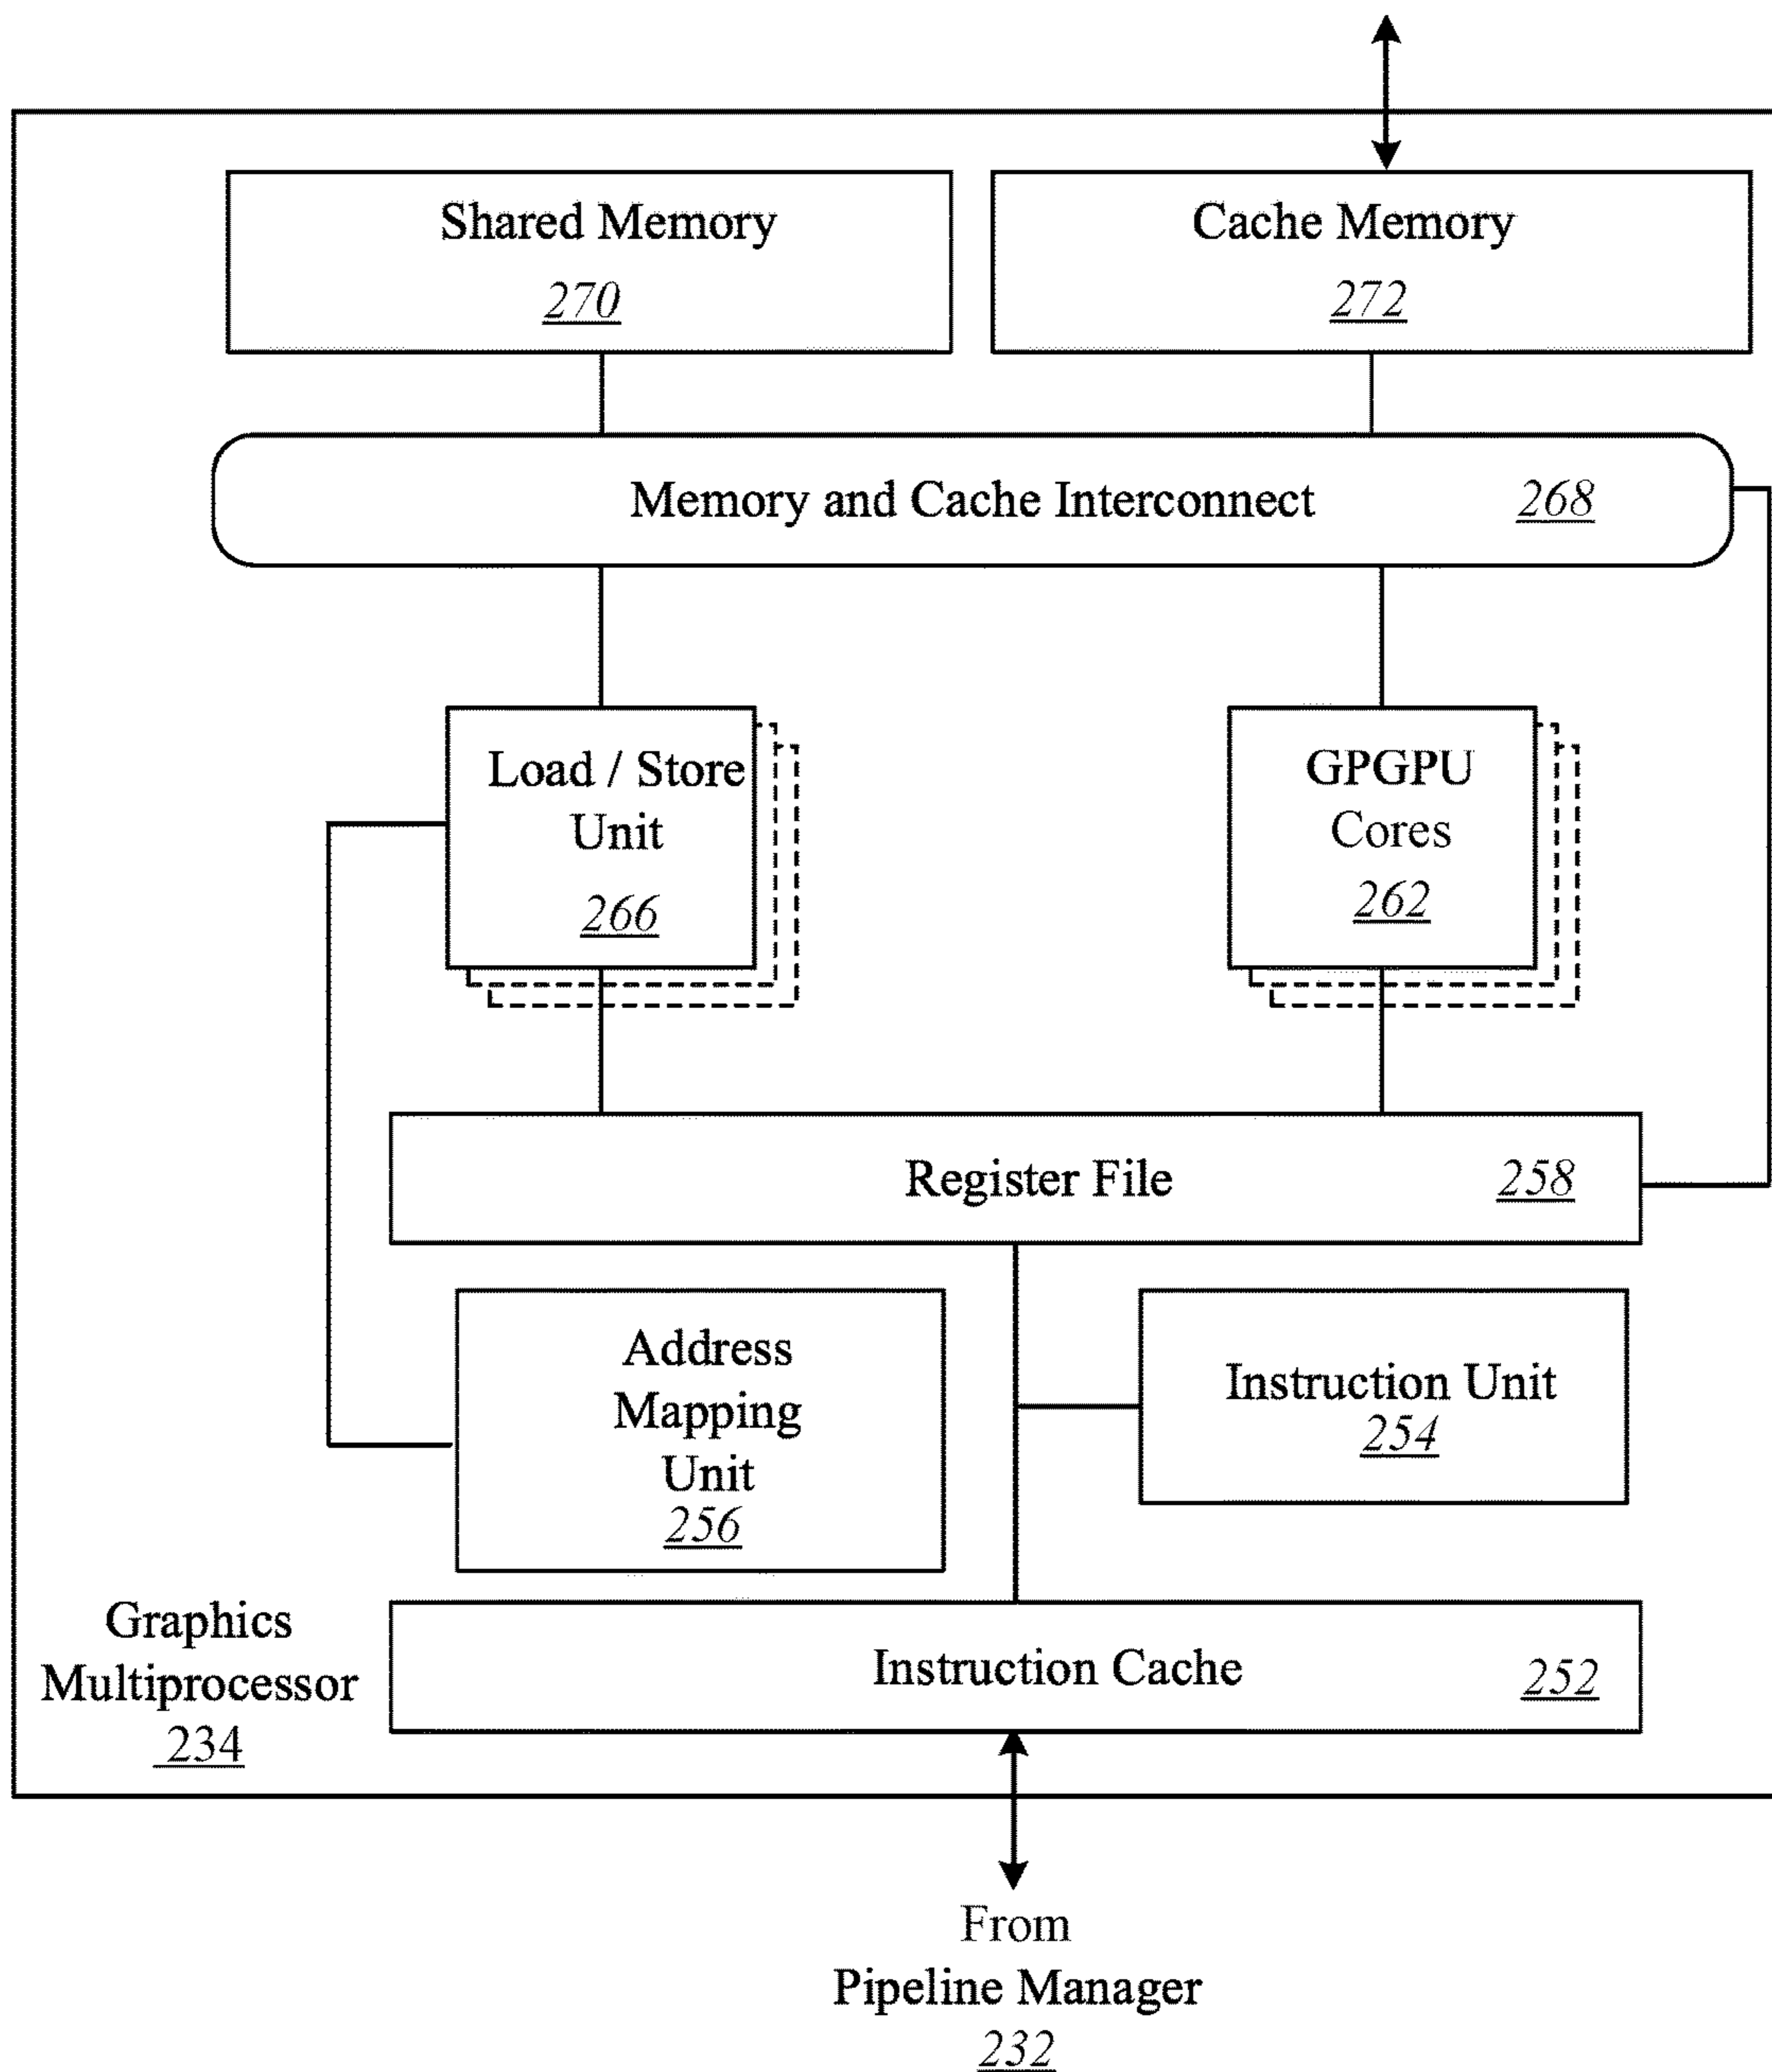 Shared Memory
270
Cache Memory
272
Memory and Cache Interconnect 268
Load / Store
Unit
266
GPGPU
Cores
262
Register File 258
Address
Mapping
Unit
256
Instruction Unit
254
Graphics
Multiprocessor
234
Instruction Cache 252
From
Pipeline Manager
232